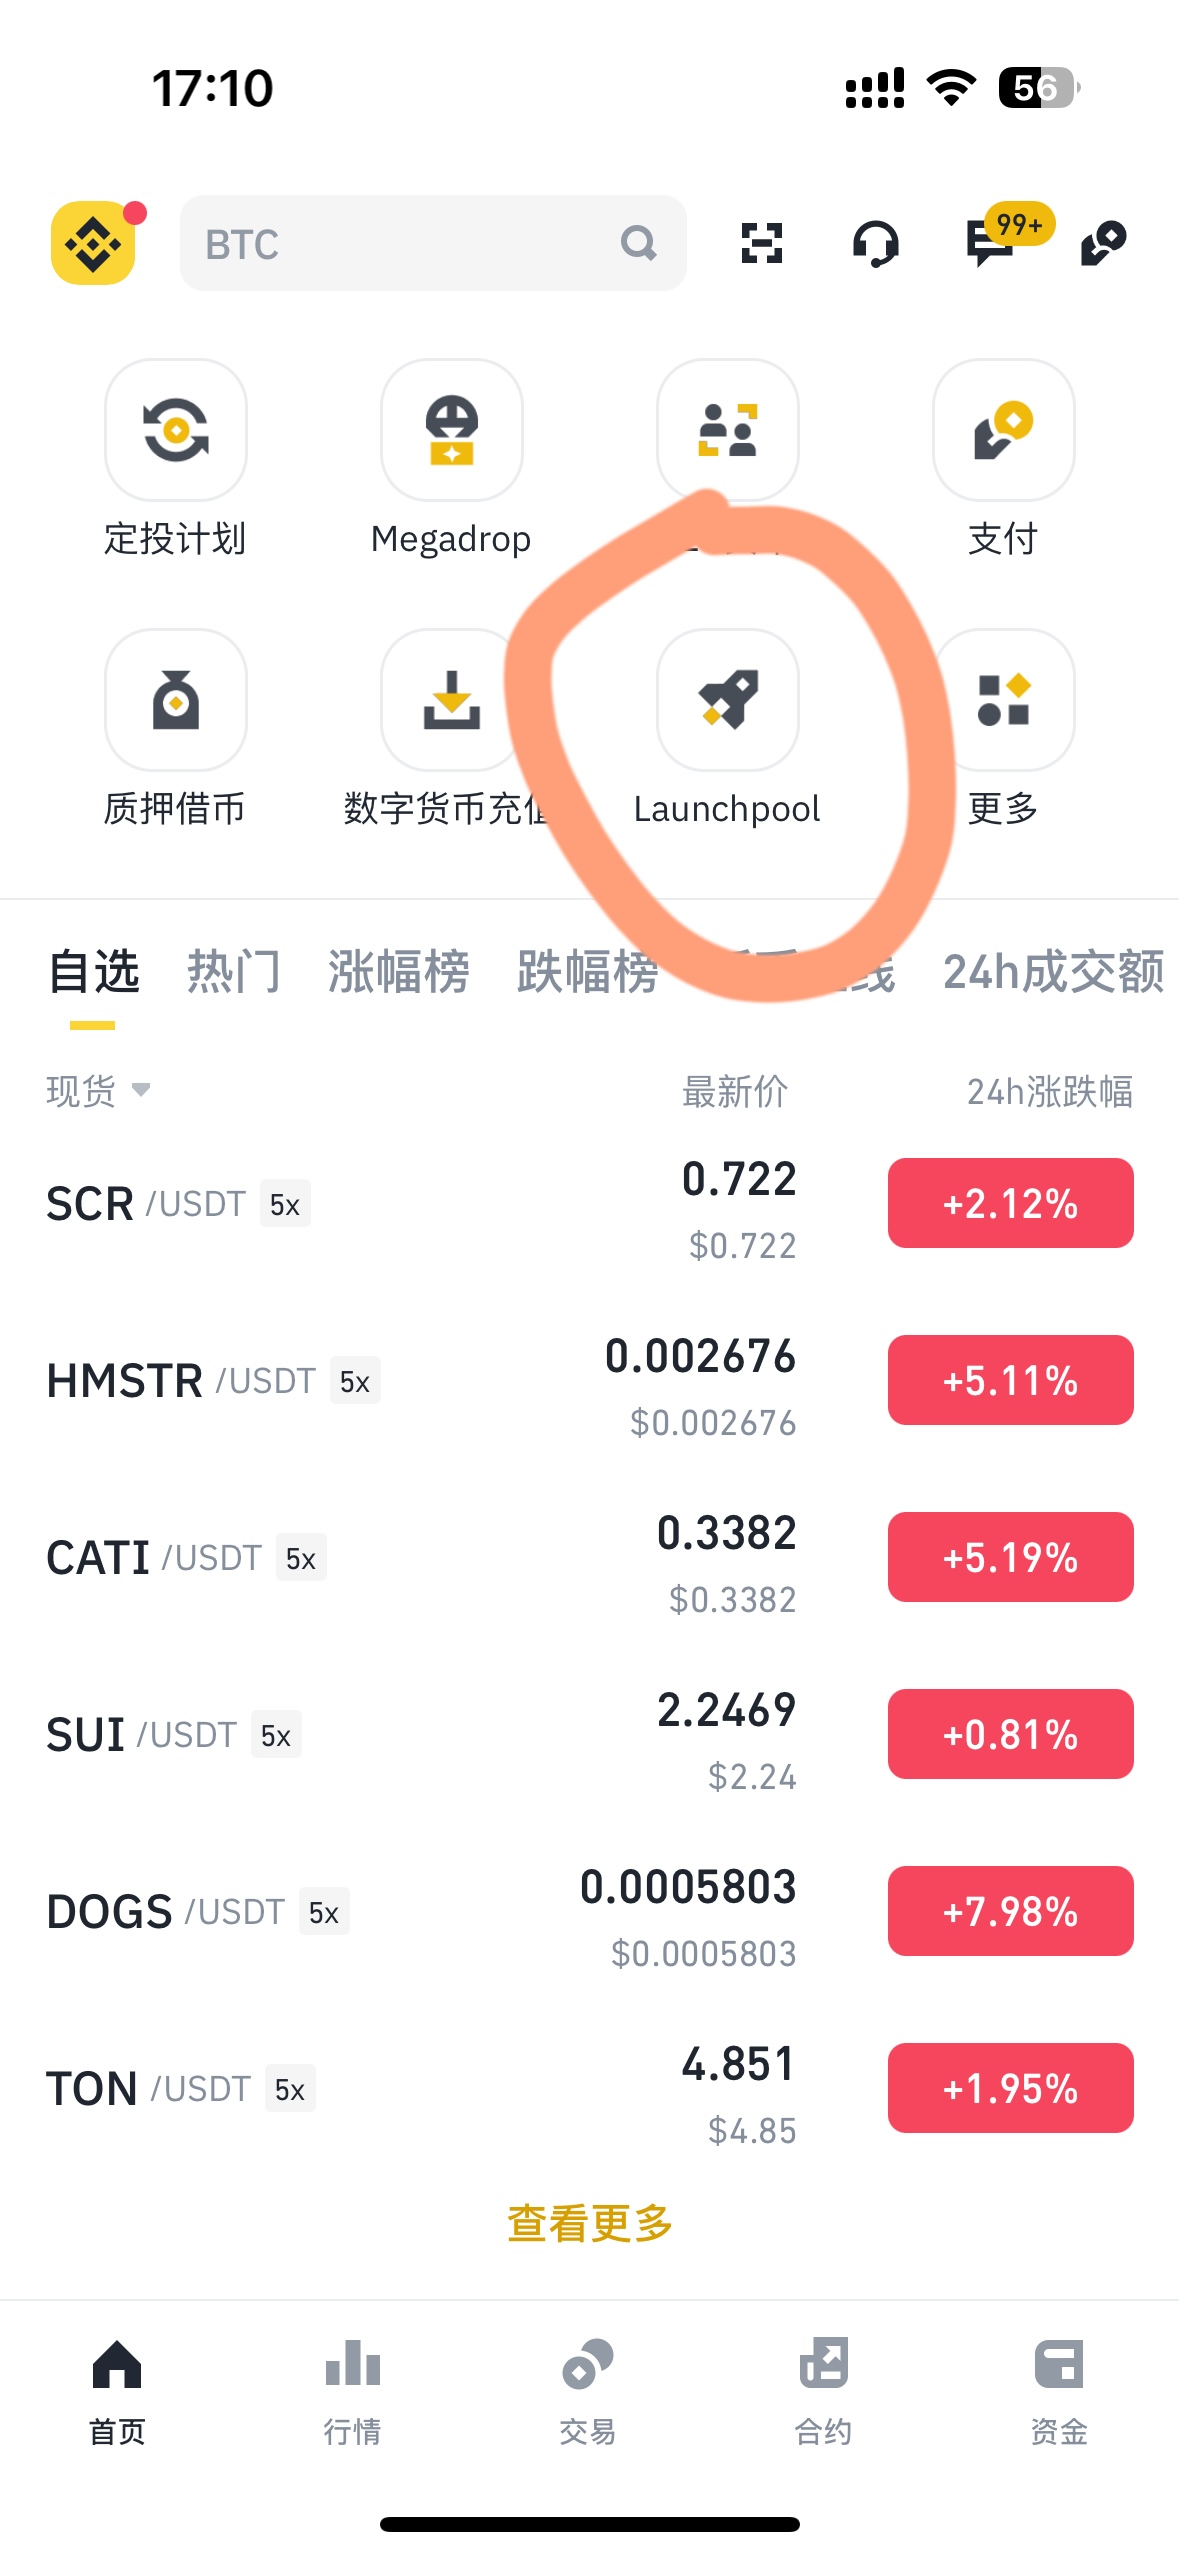 17:10
56
BTC
99+
定投计划
Megadrop
支付
质押借币
数字货币充值
Launchpool
更多
自选 热门 涨幅榜 跌幅榜 线 24h成交额
现货 最新价 24h涨跌幅
SCR /USDT 5x 0.722 +2.12%
$0.722
HMSTR /USDT 5x 0.002676 +5.11%
$0.002676
CATI /USDT 5x 0.3382 +5.19%
$0.3382
SUI /USDT 5x 2.2469 +0.81%
$2.24
DOGS /USDT 5x 0.0005803 +7.98%
$0.0005803
TON /USDT 5x 4.851 +1.95%
$4.85
查看更多
首页 行情 交易 合约 资金